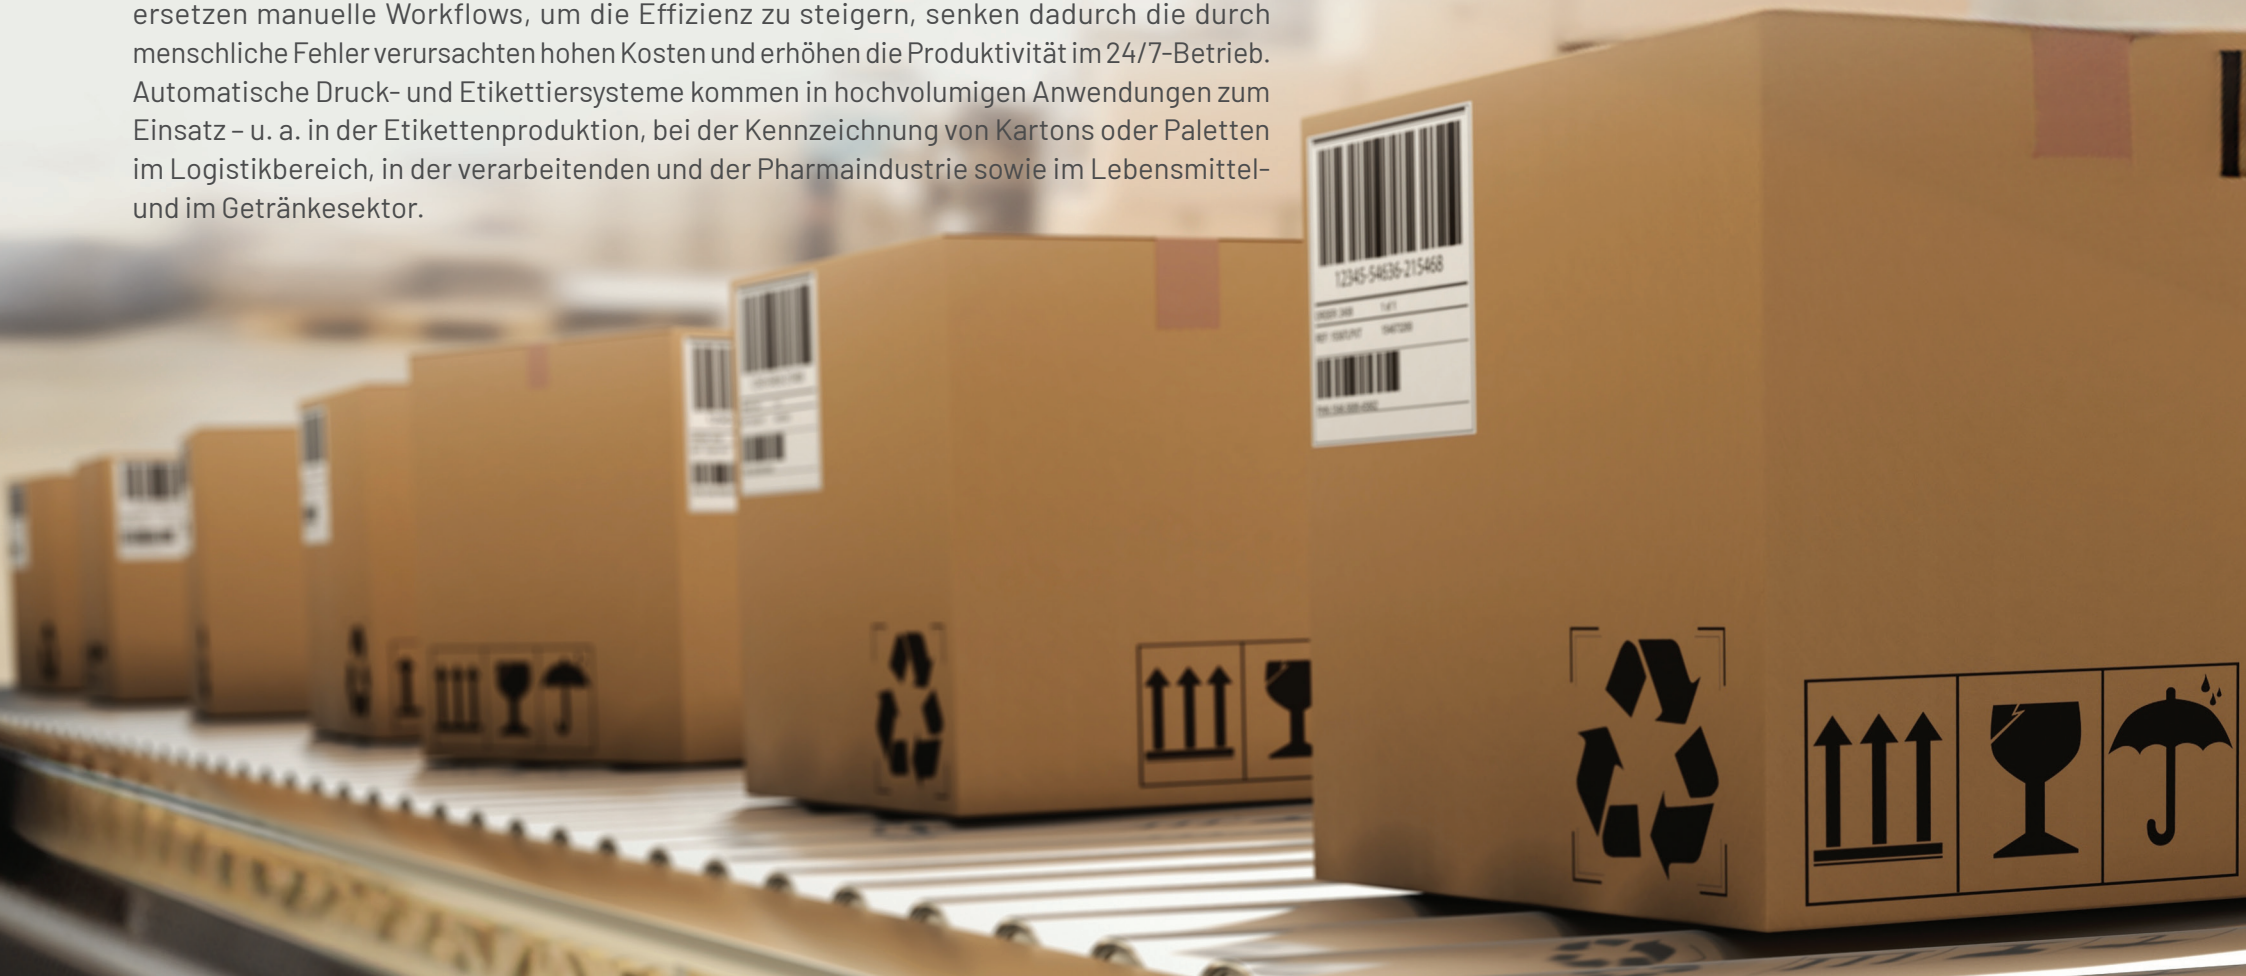 ersetzen manuelle Workflows, um die Effizienz zu steigern, senken dadurch die durch
menschliche Fehler verursachten hohen Kosten und erhöhen die Produktivität im 24/7-Betrieb.
Automatische Druck- und Etikettiersysteme kommen in hochvolumigen Anwendungen zum
Einsatz – u. a. in der Etikettenproduktion, bei der Kennzeichnung von Kartons oder Paletten
im Logistikbereich, in der verarbeitenden und der Pharmaindustrie sowie im Lebensmittel-
und im Getränkesektor.
12345-54636-215468